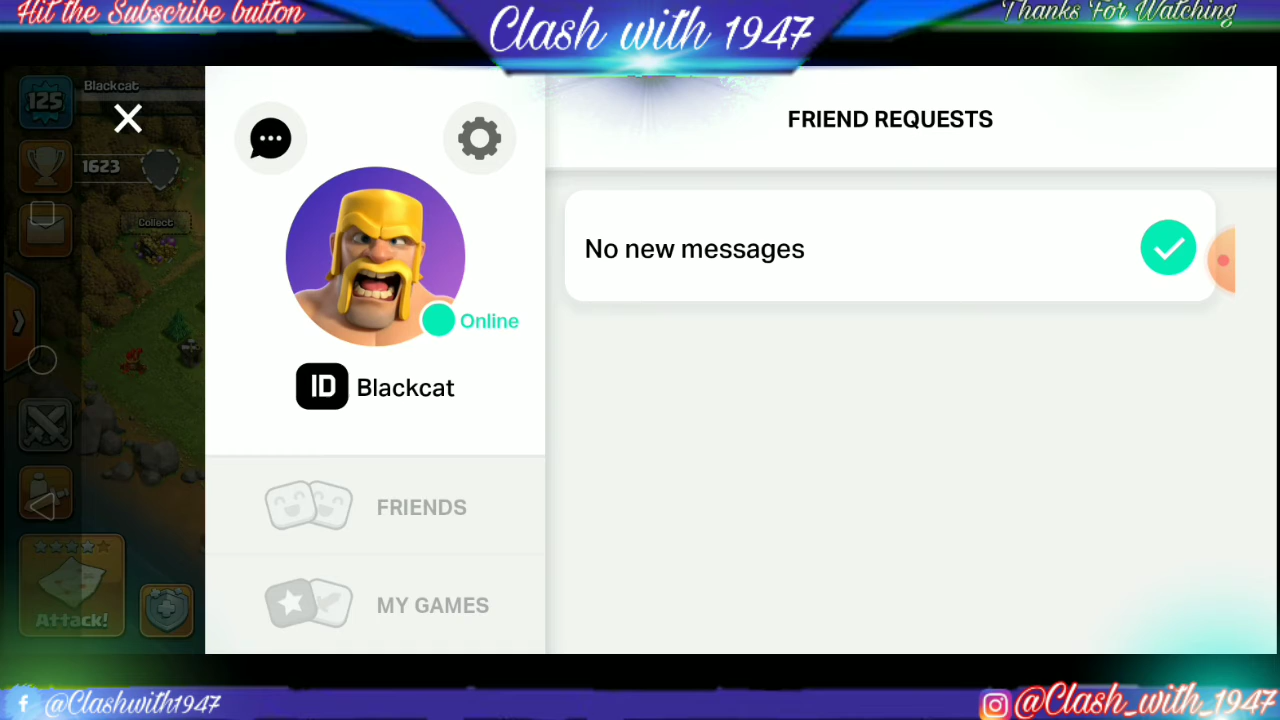 Hit the Subscribe button
Clash with 1947
Thanks For Watching
125
Blackcat
1623
Collect
Attack!
Online
ID Blackcat
FRIENDS
MY GAMES
FRIEND REQUESTS
No new messages
f @Clashwith1947
@Clash_with_1947